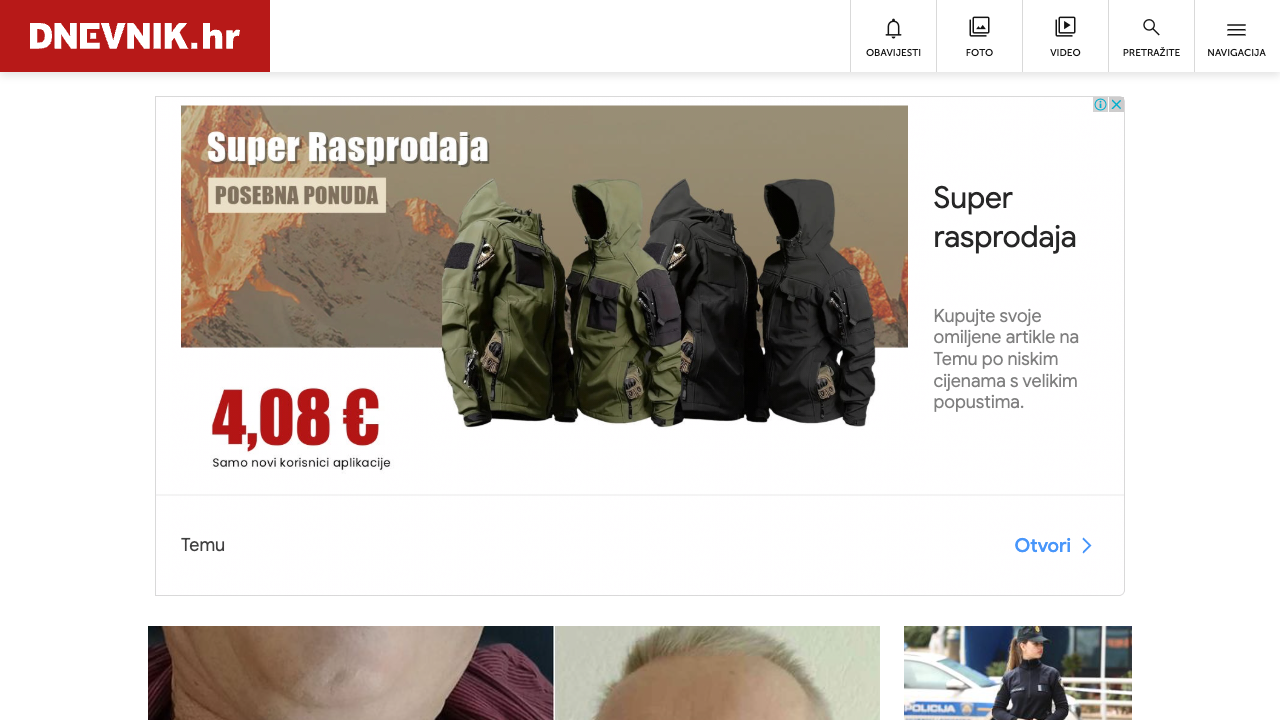 DNEVNIK.hr
OBAVIJESTI
FOTO
VIDEO
PRETRAŽITE
NAVIGACIJA
Super Rasprodaja
POSEBNA PONUDA
4,08 €
Samo novi korisnici aplikacije
Super
rasprodaja
Kupujte svoje
omiljene artikle na
Temu po niskim
cijenama s velikim
popustima.
Temu
Otvori
POLICIJA